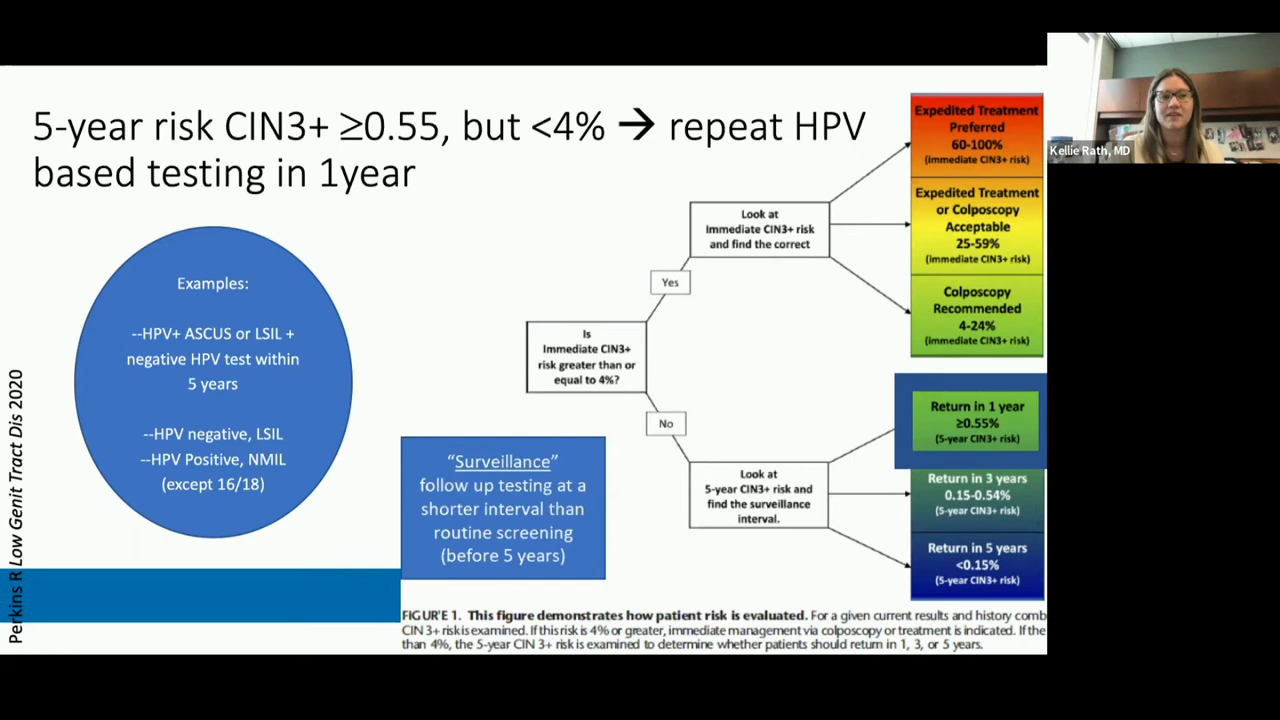 5-year risk CIN3+ ≥0.55, but <4% → repeat HPV
based testing in 1year
Examples:
--HPV+ ASCUS or LSIL +
negative HPV test within
5 years
--HPV negative, LSIL
--HPV Positive, NMIL
(except 16/18)
Perkins R Low Genit Tract Dis 2020
"Surveillance"
follow up testing at a
shorter interval than
routine screening
(before 5 years)
Is
Immediate CIN3+
risk greater than or
equal to 4%?
Yes
No
Look at
Immediate CIN3+ risk
and find the correct
Look at
5-year CIN3+ risk and
find the surveillance
interval.
Expedited Treatment
Preferred
60-100%
(immediate CIN3+ risk)
Expedited Treatment
or Colposcopy
Acceptable
25-59%
(immediate CIN3+ risk)
Colposcopy
Recommended
4-24%
(immediate CIN3+ risk)
Return in 1 year
≥0.55%
(5-year CIN3+ risk)
Return in 3 years
0.15-0.54%
(5-year CIN3+ risk)
Return in 5 years
<0.15%
(5-year CIN3+ risk)
FIGURE 1. This figure demonstrates how patient risk is evaluated. For a given current results and history comb
CIN 3+ risk is examined. If this risk is 4% or greater, immediate management via colposcopy or treatment is indicated. If the
than 4%, the 5-year CIN 3+ risk is examined to determine whether patients should return in 1, 3, or 5 years.
Kellie Rath, MD